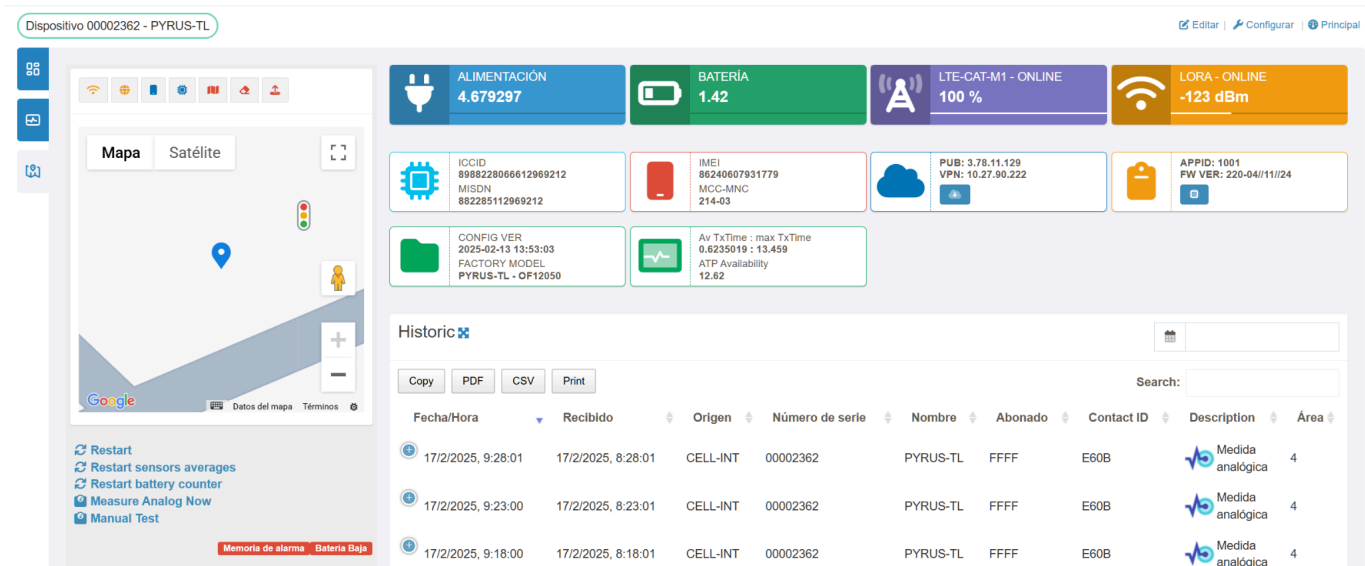 Dispositivo 00002362 - PYRUS-TL
Editar | Configurar | Principal
Mapa Satélite
Google
Datos del mapa Términos
Restart
Restart sensors averages
Restart battery counter
Measure Analog Now
Manual Test
Memoria de alarma Bateria Baja
ALIMENTACIÓN
4.679297
BATERÍA
1.42
LTE-CAT-M1 - ONLINE
100 %
LORA - ONLINE
-123 dBm
ICCID
8988228066612969212
MISDN
882285112969212
IMEI
86240607931779
MCC-MNC
214-03
PUB: 3.78.11.129
VPN: 10.27.90.222
APPID: 1001
FW VER: 220-04//11//24
CONFIG VER
2025-02-13 13:53:03
FACTORY MODEL
PYRUS-TL - OF12050
Av TxTime : max TxTime
0.6235019 : 13.459
ATP Availability
12.62
Historic
Copy PDF CSV Print
Search:
Fecha/Hora Recibido Origen Número de serie Nombre Abonado Contact ID Description Área
17/2/2025, 9:28:01 17/2/2025, 8:28:01 CELL-INT 00002362 PYRUS-TL FFFF E60B Medida analógica 4
17/2/2025, 9:23:00 17/2/2025, 8:23:01 CELL-INT 00002362 PYRUS-TL FFFF E60B Medida analógica 4
17/2/2025, 9:18:00 17/2/2025, 8:18:01 CELL-INT 00002362 PYRUS-TL FFFF E60B Medida analógica 4